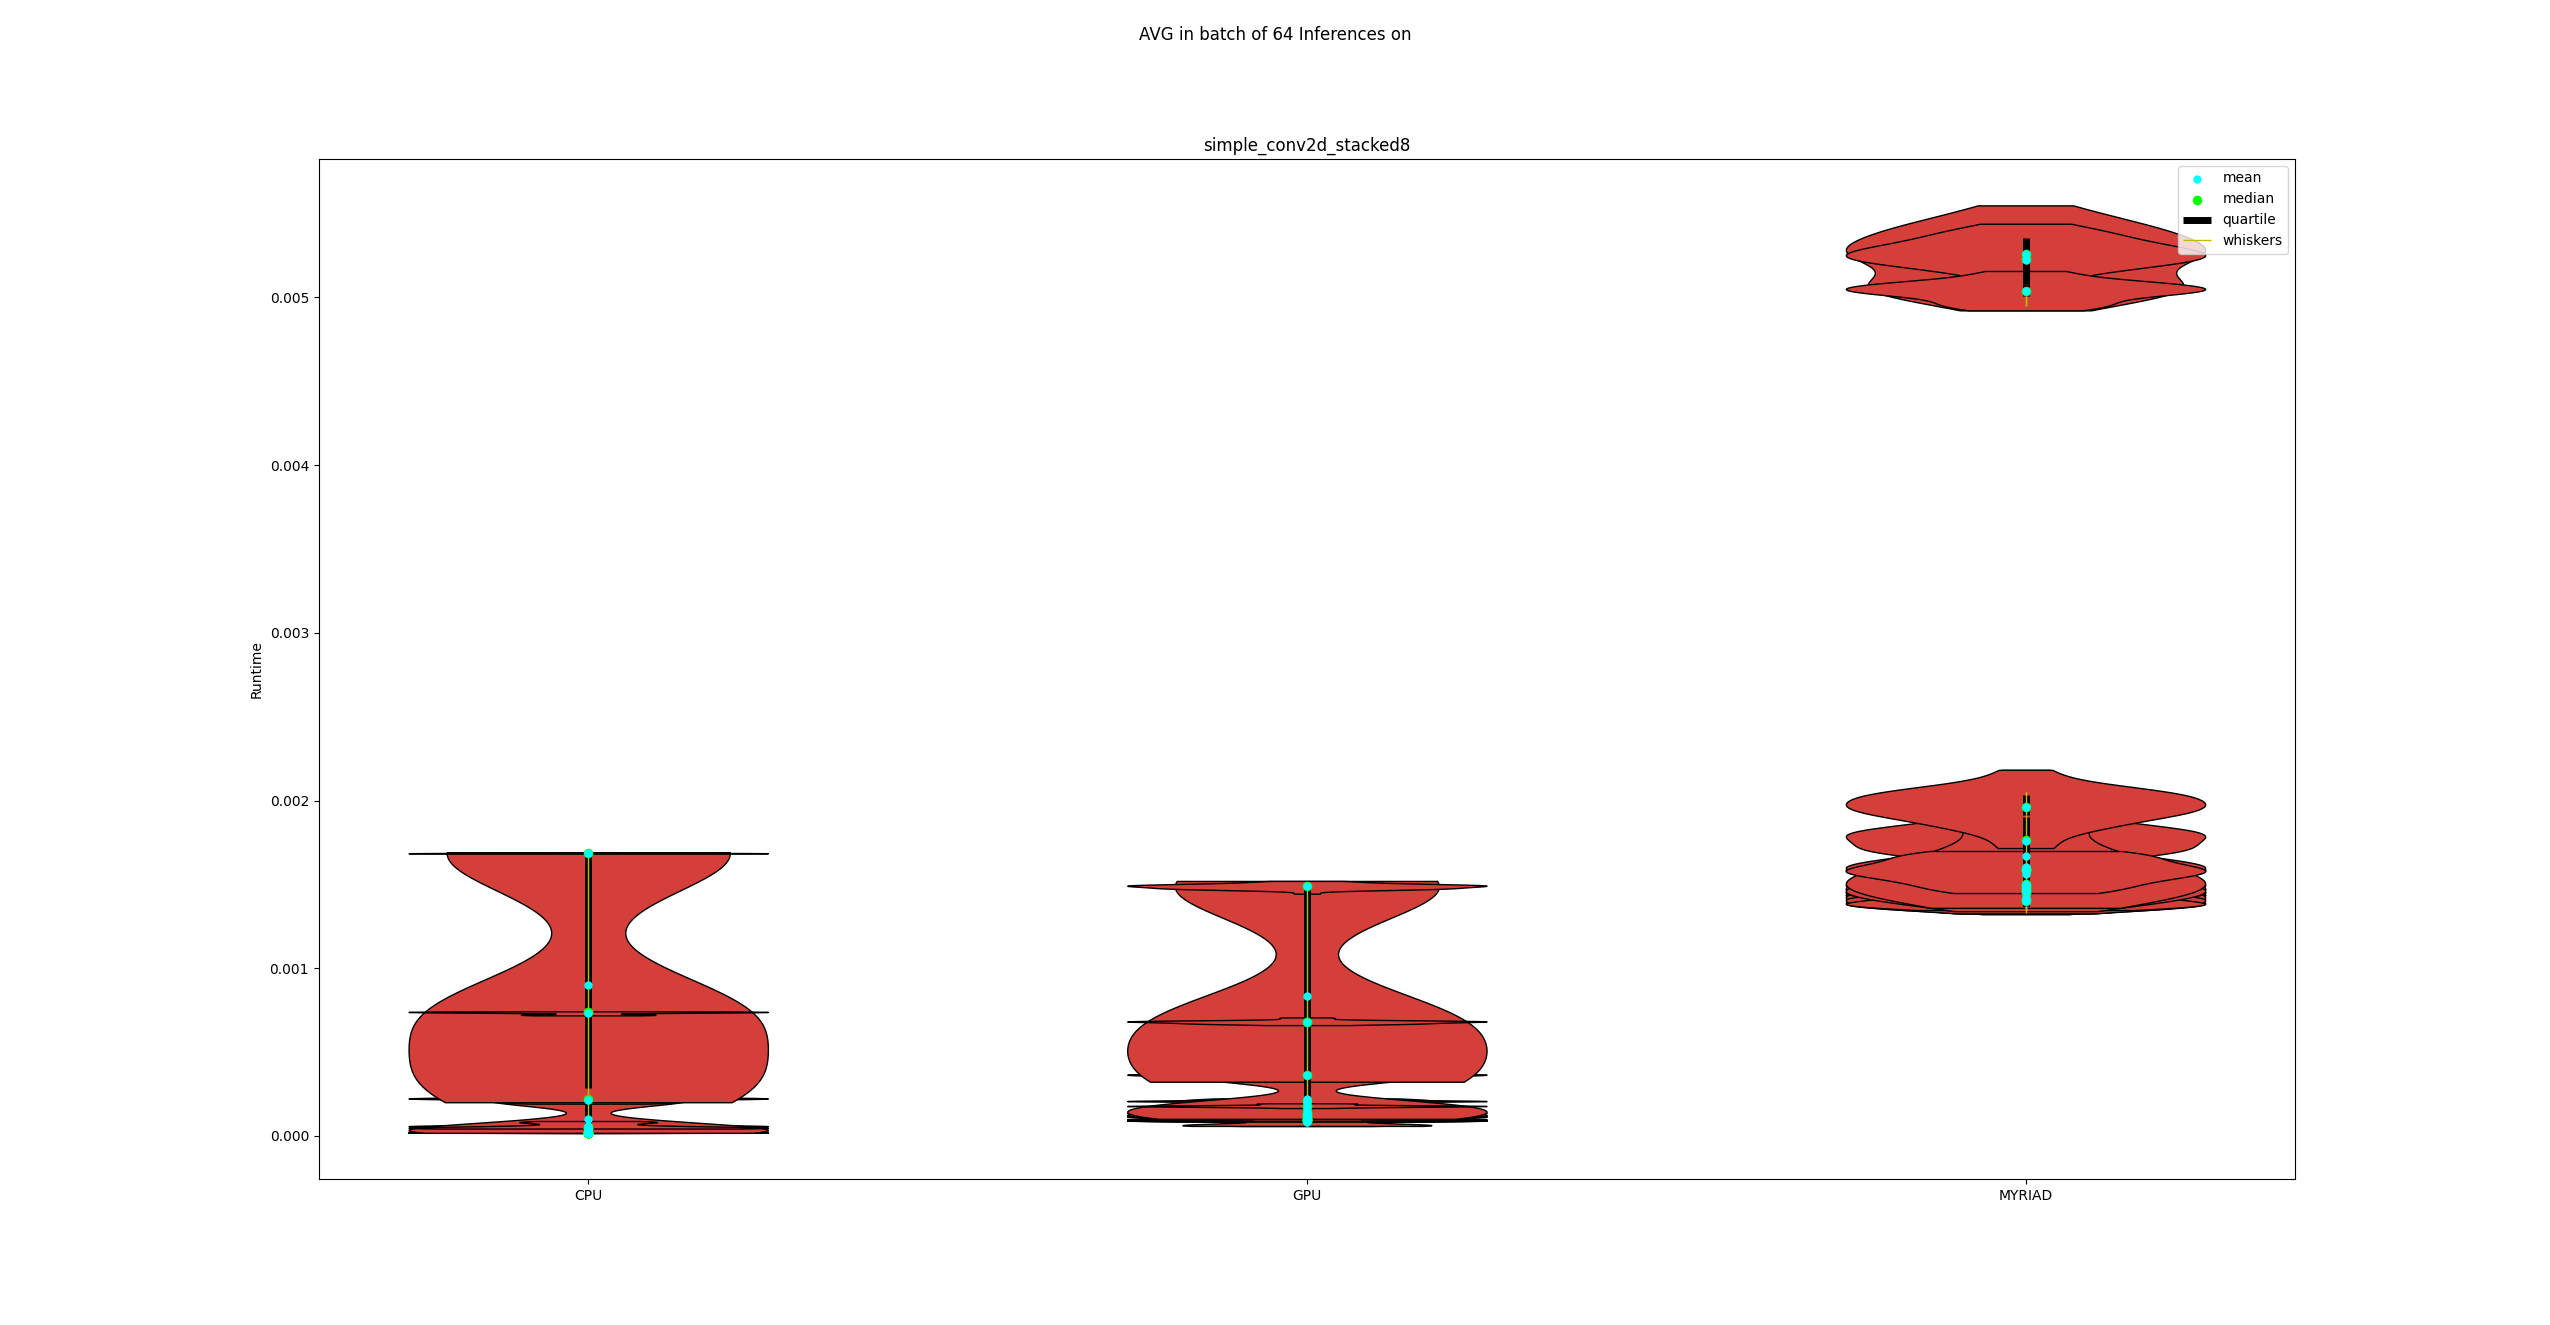 AVG in batch of 64 Inferences on
simple_conv2d_stacked8
mean
median
quartile
whiskers
Runtime
0.005
0.004
0.003
0.002
0.001
0.000
CPU
GPU
MYRIAD